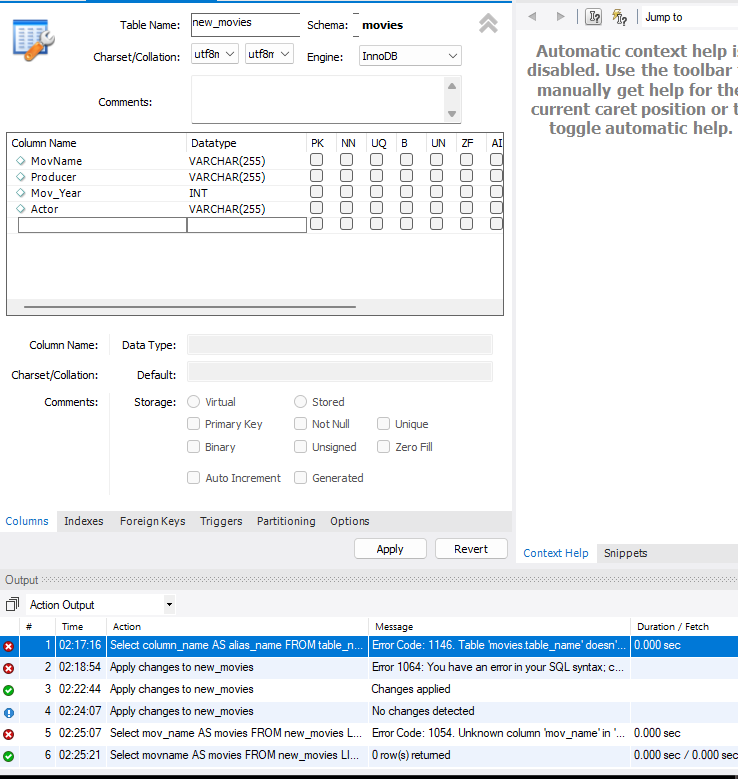 Table Name: new_movies Schema: movies
Charset/Collation: utf8n utf8n Engine: InnoDB
Comments:
Column Name Datatype PK NN UQ B UN ZF AI
MovName VARCHAR(255)
Producer VARCHAR(255)
Mov_Year INT
Actor VARCHAR(255)
Column Name: Data Type:
Charset/Collation: Default:
Comments: Storage: Virtual Stored
Primary Key Not Null Unique
Binary Unsigned Zero Fill
Auto Increment Generated
Columns Indexes Foreign Keys Triggers Partitioning Options
Apply Revert
Jump to
Automatic context help is
disabled. Use the toolbar
manually get help for the
current caret position or t
toggle automatic help.
Context Help Snippets
Output
Action Output
# Time Action Message Duration / Fetch
1 02:17:16 Select column_name AS alias_name FROM table_n... Error Code: 1146. Table 'movies.table_name' doesn'... 0.000 sec
2 02:18:54 Apply changes to new_movies Error 1064: You have an error in your SQL syntax; c...
3 02:22:44 Apply changes to new_movies Changes applied
4 02:24:07 Apply changes to new_movies No changes detected
5 02:25:07 Select mov_name AS movies FROM new_movies L... Error Code: 1054. Unknown column 'mov_name' in '... 0.000 sec
6 02:25:21 Select movname AS movies FROM new_movies LI... 0 row(s) returned 0.000 sec / 0.000 sec